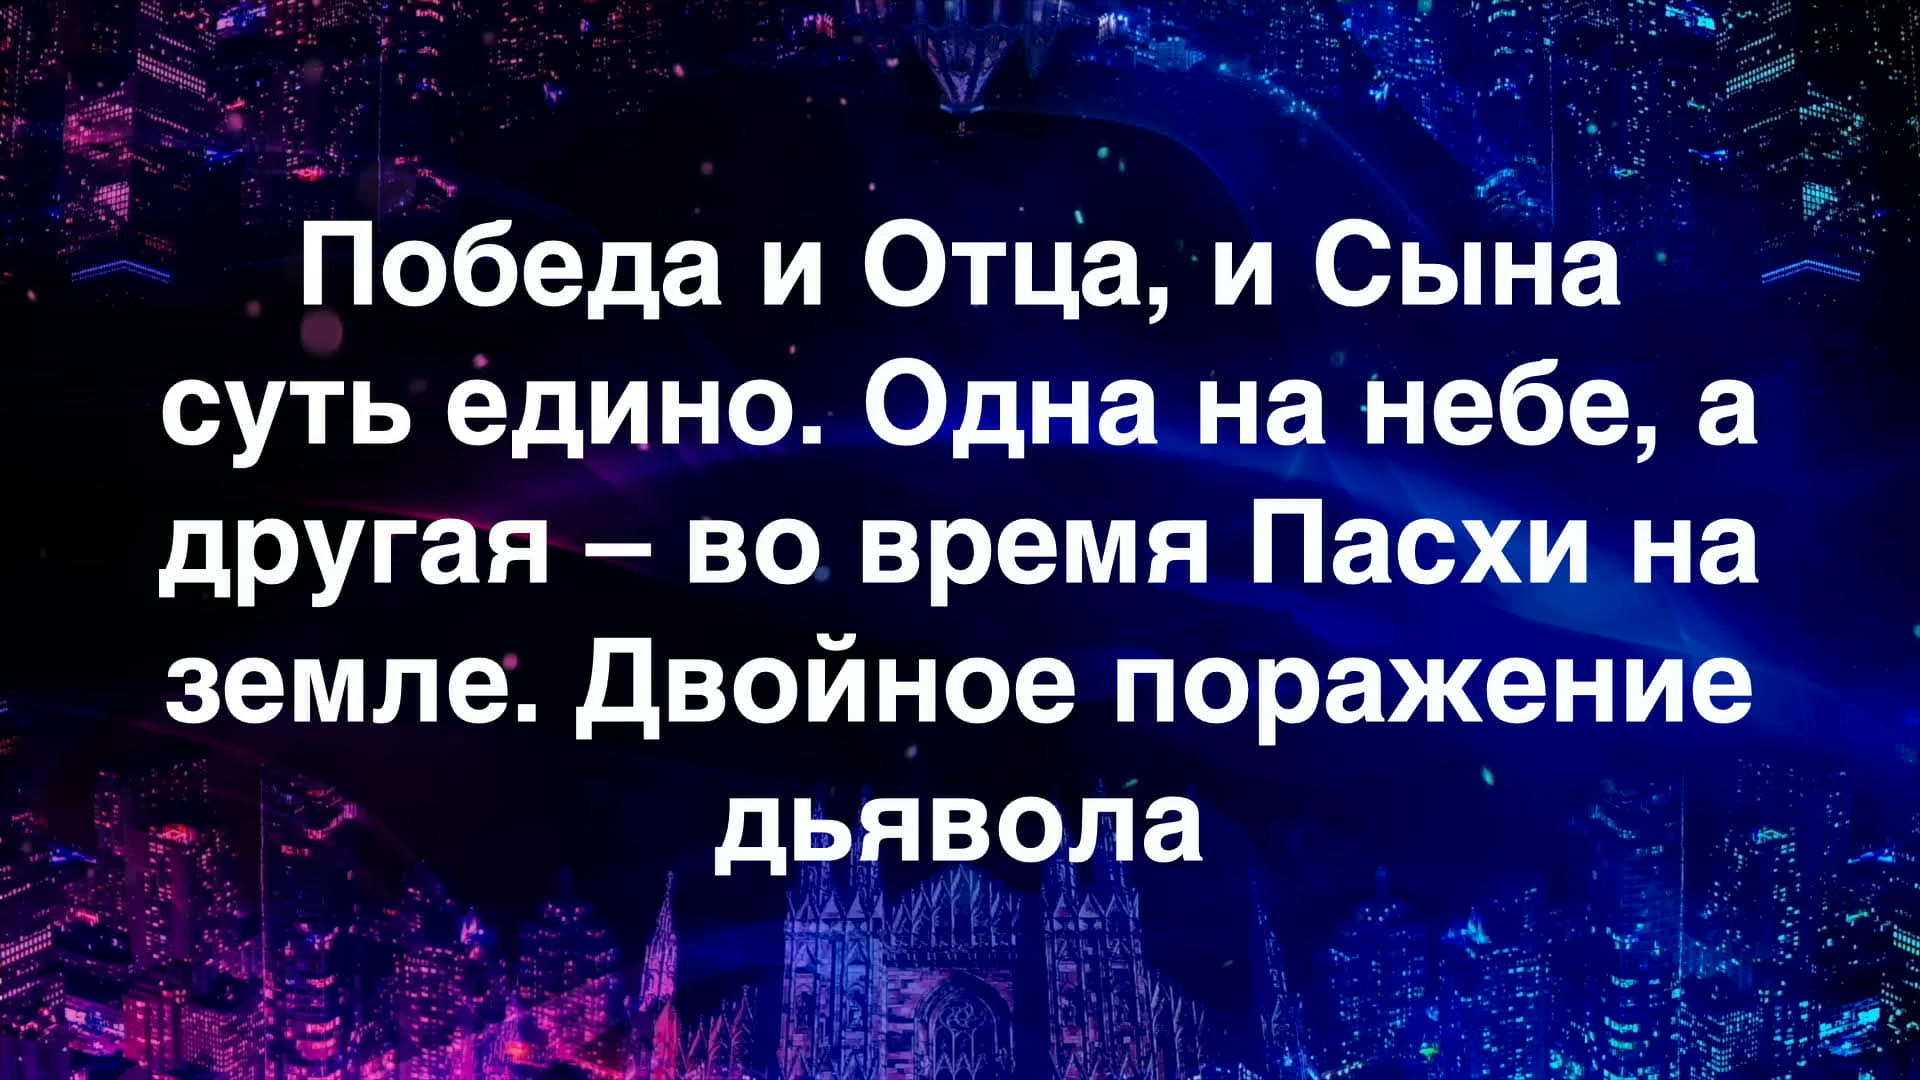 Победа и Отца, и Сына
суть едино. Одна на небе, а
другая – во время Пасхи на
земле. Двойное поражение
дьявола